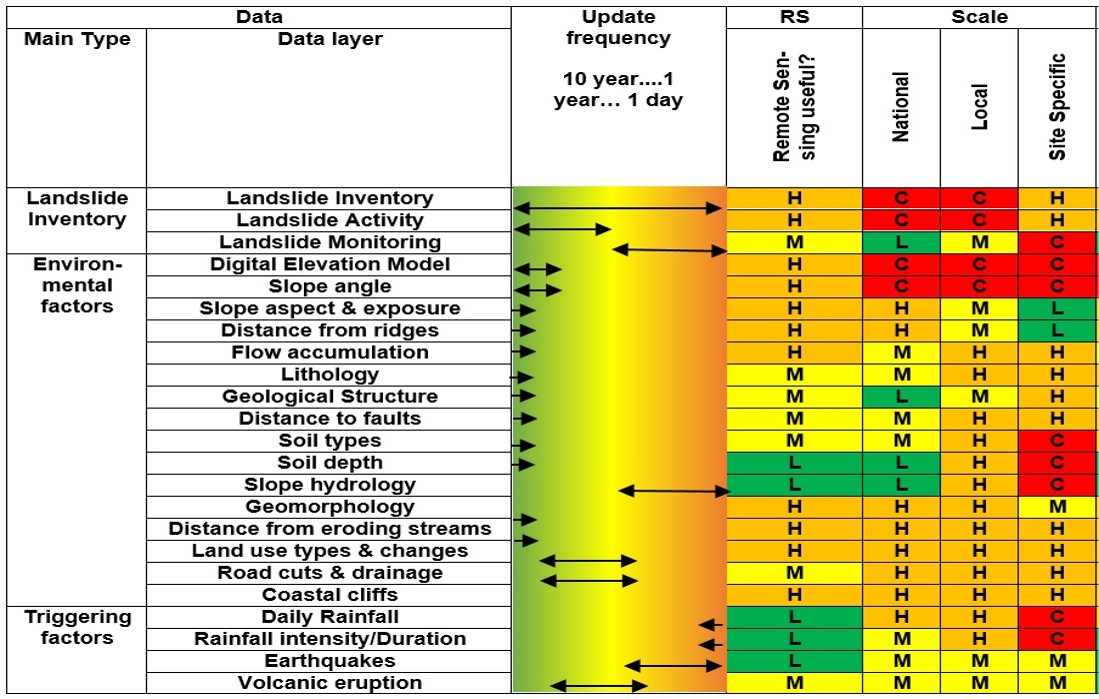 Data Update RS Scale
Main Type Data layer frequency
10 year....1
year... 1 day
Remote Sen-
sing useful?
National
Local
Site Specific
Landslide Landslide Inventory H C C H
Inventory Landslide Activity H C C H
Landslide Monitoring M L M C
Environ- Digital Elevation Model H C C C
mental Slope angle H C C C
factors Slope aspect & exposure H H M L
Distance from ridges H H M L
Flow accumulation H M H H
Lithology M M H H
Geological Structure M L M H
Distance to faults M M H H
Soil types M M H C
Soil depth L L H C
Slope hydrology L L H C
Geomorphology H H H M
Distance from eroding streams H H H H
Land use types & changes H H H H
Road cuts & drainage M H H H
Coastal cliffs H H H H
Triggering Daily Rainfall L H H C
factors Rainfall intensity/Duration L M H C
Earthquakes L M M M
Volcanic eruption M M M M